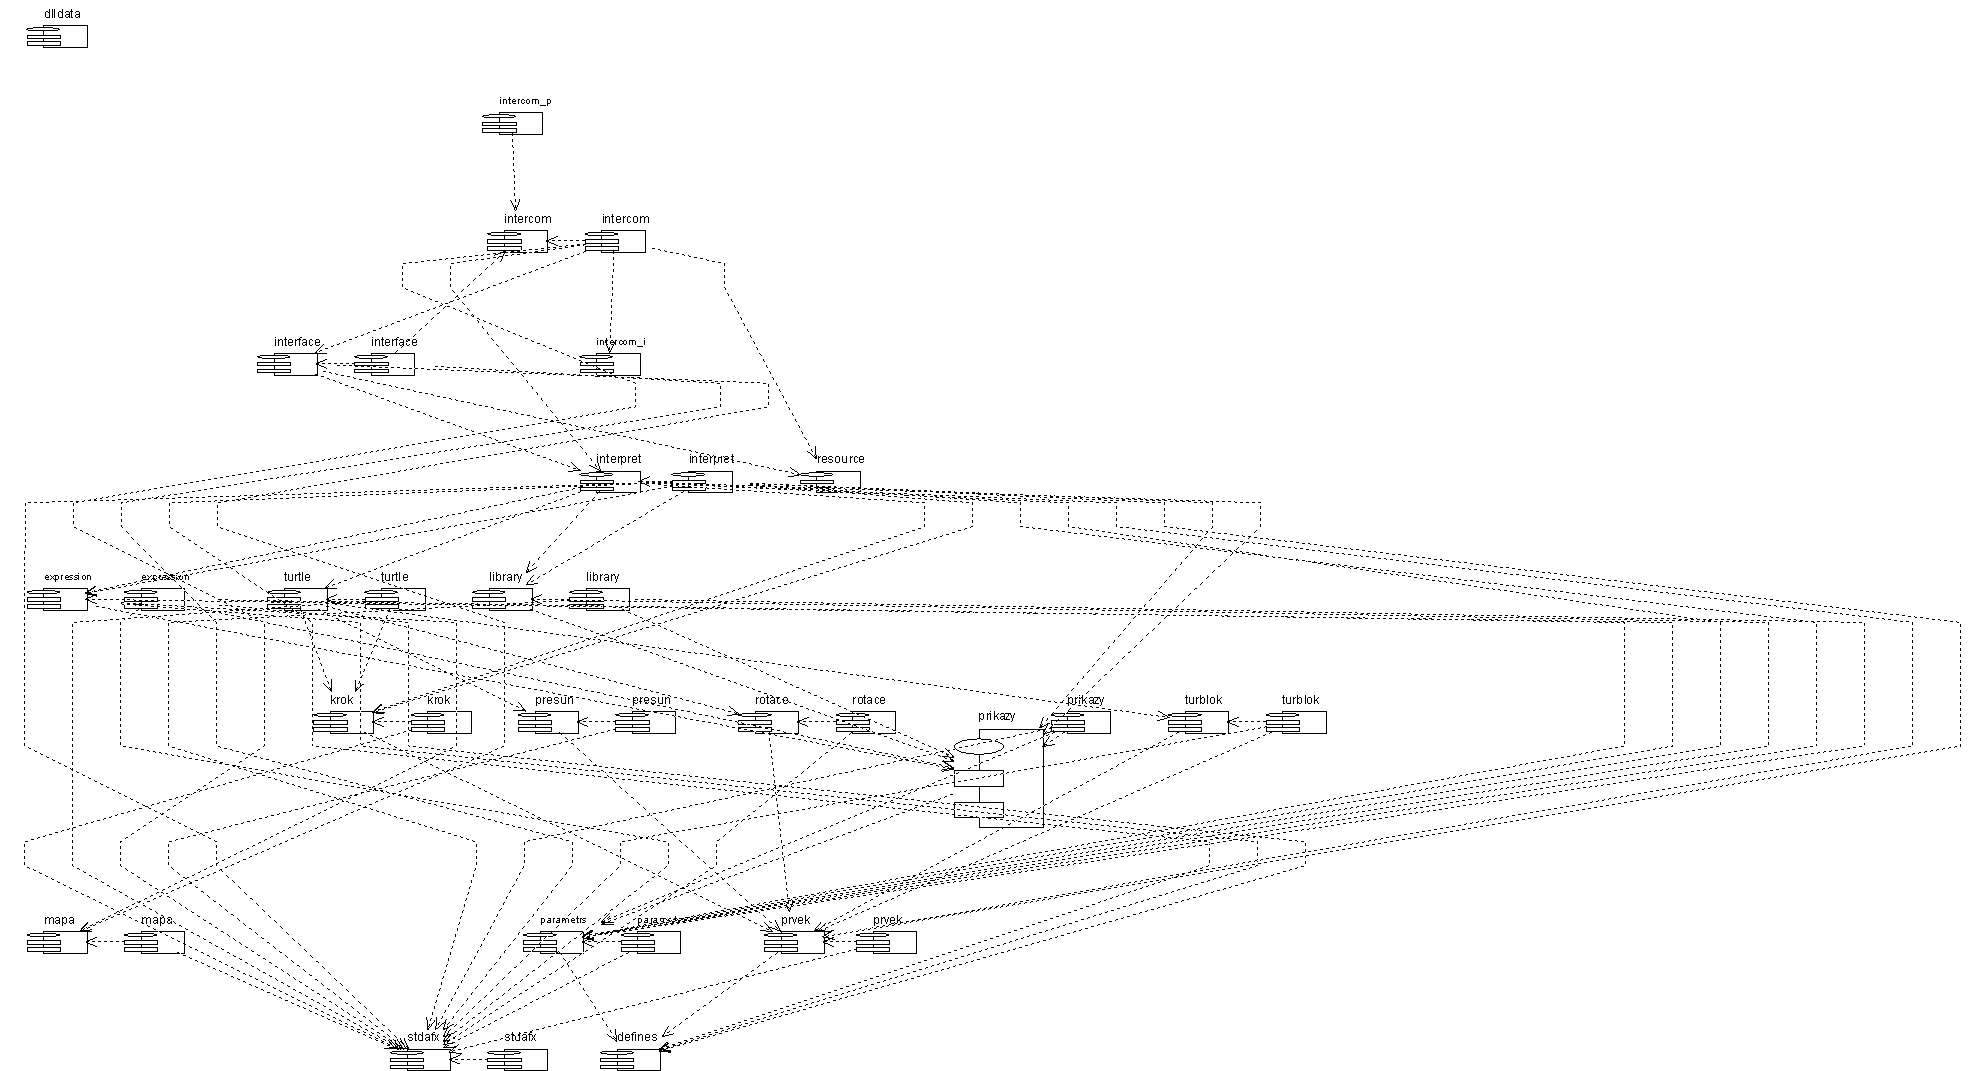 dlldata
intercom_p
intercom intercom
interface interface intercom_i
interpret interpret resource
expression expression turtle turtle library library
krok krok presun presun rotace rotace prikazy prikazy turblok turblok
mapa mapa parametrs parametrs prvek prvek
stdafx stdafx defines